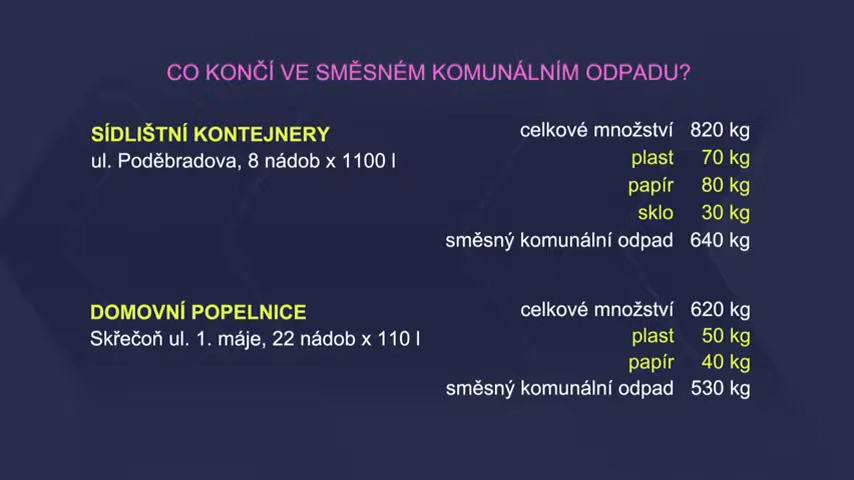 CO KONČÍ VE SMĚSNÉM KOMUNÁLNÍM ODPADU?
SÍDLIŠTNÍ KONTEJNERY
ul. Poděbradova, 8 nádob x 1100 l
celkové množství 820 kg
plast 70 kg
papír 80 kg
sklo 30 kg
směsný komunální odpad 640 kg
DOMOVNÍ POPELNICE
Skřečoň ul. 1. máje, 22 nádob x 110 l
celkové množství 620 kg
plast 50 kg
papír 40 kg
směsný komunální odpad 530 kg